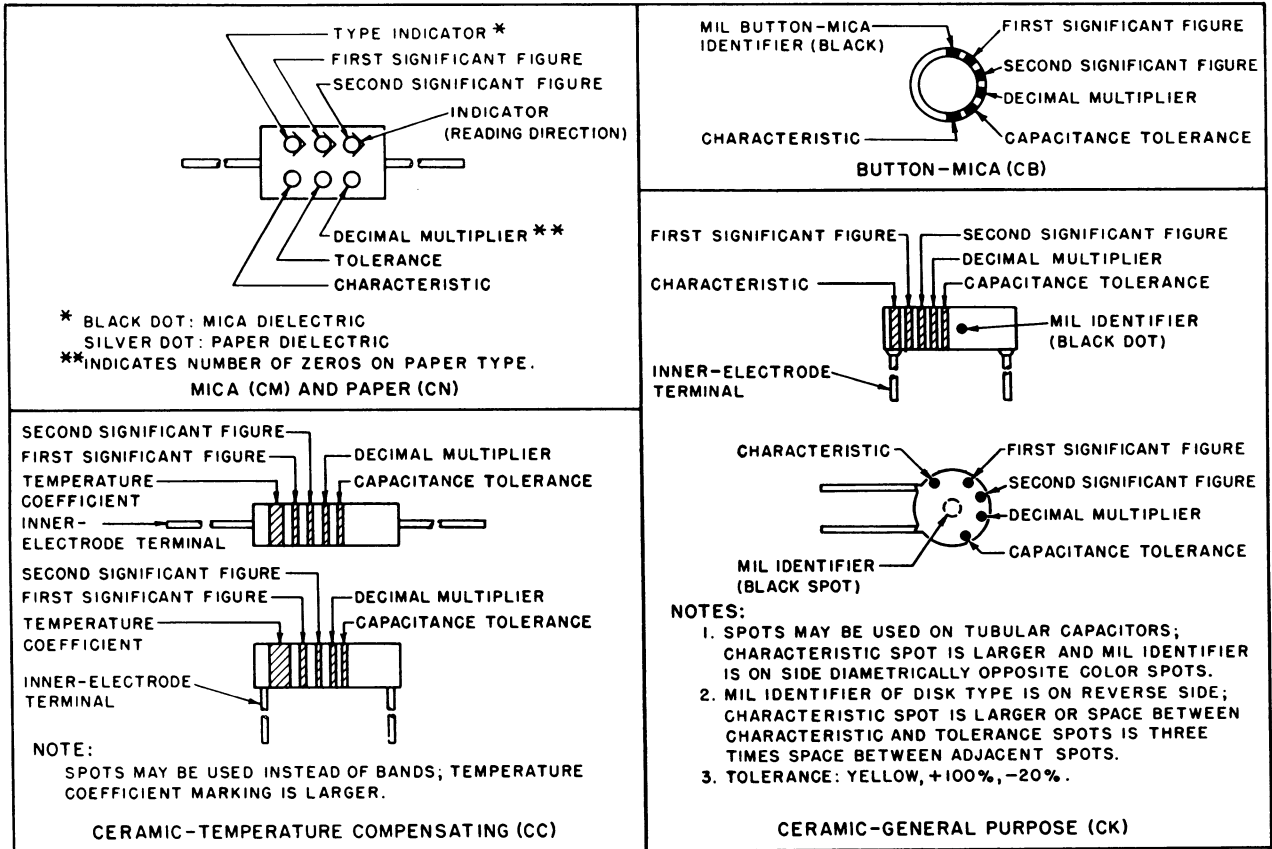 TYPE INDICATOR *
FIRST SIGNIFICANT FIGURE
SECOND SIGNIFICANT FIGURE
INDICATOR
(READING DIRECTION)
DECIMAL MULTIPLIER **
TOLERANCE
CHARACTERISTIC
* BLACK DOT: MICA DIELECTRIC
SILVER DOT: PAPER DIELECTRIC
**INDICATES NUMBER OF ZEROS ON PAPER TYPE.
MICA (CM) AND PAPER (CN)
MIL BUTTON-MICA
IDENTIFIER (BLACK)
FIRST SIGNIFICANT FIGURE
SECOND SIGNIFICANT FIGURE
DECIMAL MULTIPLIER
CHARACTERISTIC
CAPACITANCE TOLERANCE
BUTTON-MICA (CB)
SECOND SIGNIFICANT FIGURE
FIRST SIGNIFICANT FIGURE
DECIMAL MULTIPLIER
TEMPERATURE
COEFFICIENT
CAPACITANCE TOLERANCE
INNER-
ELECTRODE TERMINAL
SECOND SIGNIFICANT FIGURE
FIRST SIGNIFICANT FIGURE
DECIMAL MULTIPLIER
TEMPERATURE
COEFFICIENT
CAPACITANCE TOLERANCE
INNER-ELECTRODE
TERMINAL
NOTE:
SPOTS MAY BE USED INSTEAD OF BANDS; TEMPERATURE
COEFFICIENT MARKING IS LARGER.
CERAMIC-TEMPERATURE COMPENSATING (CC)
FIRST SIGNIFICANT FIGURE
SECOND SIGNIFICANT FIGURE
DECIMAL MULTIPLIER
CHARACTERISTIC
CAPACITANCE TOLERANCE
MIL IDENTIFIER
(BLACK DOT)
INNER-ELECTRODE
TERMINAL
CHARACTERISTIC
FIRST SIGNIFICANT FIGURE
SECOND SIGNIFICANT FIGURE
DECIMAL MULTIPLIER
CAPACITANCE TOLERANCE
MIL IDENTIFIER
(BLACK SPOT)
NOTES:
1. SPOTS MAY BE USED ON TUBULAR CAPACITORS;
CHARACTERISTIC SPOT IS LARGER AND MIL IDENTIFIER
IS ON SIDE DIAMETRICALLY OPPOSITE COLOR SPOTS.
2. MIL IDENTIFIER OF DISK TYPE IS ON REVERSE SIDE;
CHARACTERISTIC SPOT IS LARGER OR SPACE BETWEEN
CHARACTERISTIC AND TOLERANCE SPOTS IS THREE
TIMES SPACE BETWEEN ADJACENT SPOTS.
3. TOLERANCE: YELLOW, +100%, -20%.
CERAMIC-GENERAL PURPOSE (CK)